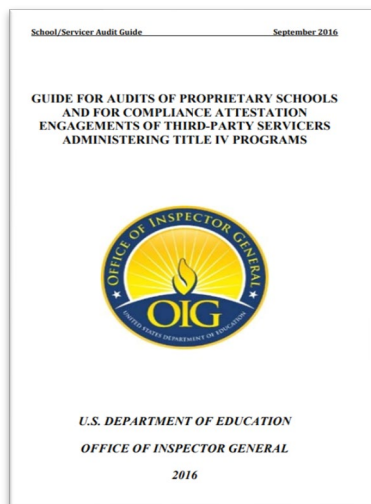 School/Servicer Audit Guide September 2016
GUIDE FOR AUDITS OF PROPRIETARY SCHOOLS
AND FOR COMPLIANCE ATTESTATION
ENGAGEMENTS OF THIRD-PARTY SERVICERS
ADMINISTERING TITLE IV PROGRAMS
OFFICE OF INSPECTOR GENERAL
OIG
UNITED STATES DEPARTMENT OF EDUCATION
U.S. DEPARTMENT OF EDUCATION
OFFICE OF INSPECTOR GENERAL
2016